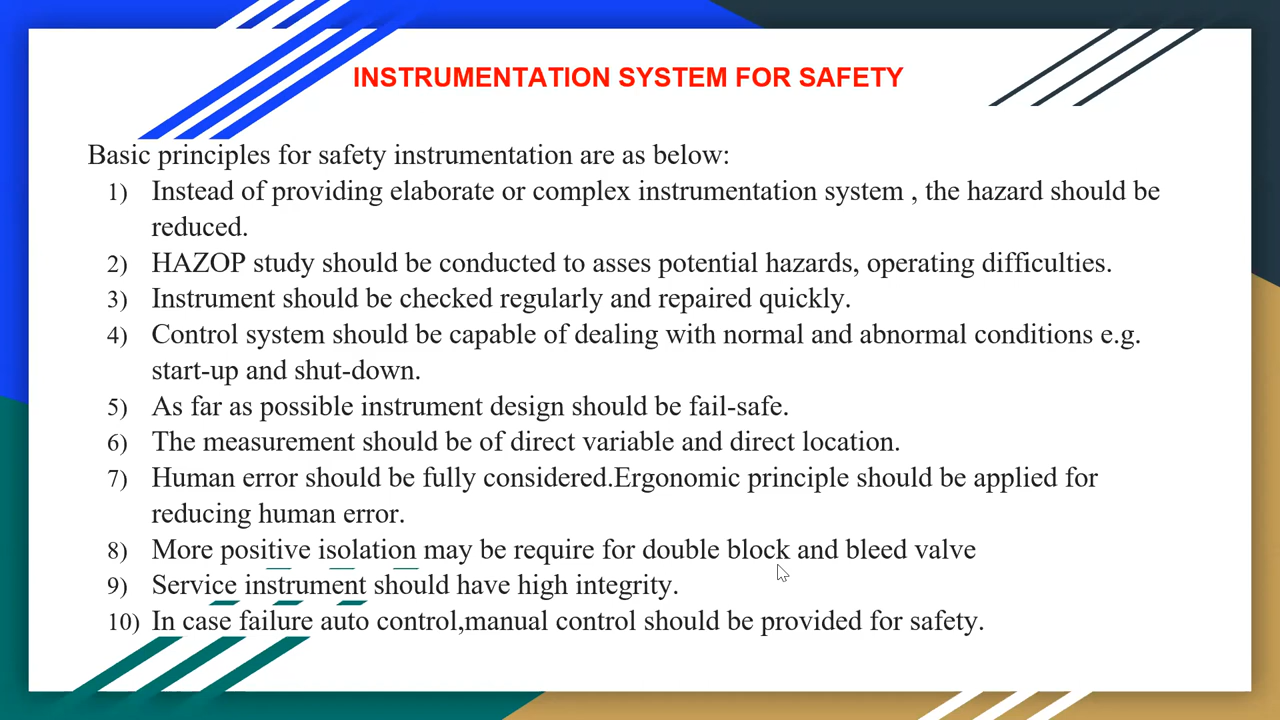 INSTRUMENTATION SYSTEM FOR SAFETY
Basic principles for safety instrumentation are as below:
1) Instead of providing elaborate or complex instrumentation system , the hazard should be
reduced.
2) HAZOP study should be conducted to asses potential hazards, operating difficulties.
3) Instrument should be checked regularly and repaired quickly.
4) Control system should be capable of dealing with normal and abnormal conditions e.g.
start-up and shut-down.
5) As far as possible instrument design should be fail-safe.
6) The measurement should be of direct variable and direct location.
7) Human error should be fully considered.Ergonomic principle should be applied for
reducing human error.
8) More positive isolation may be require for double block and bleed valve
9) Service instrument should have high integrity.
10) In case failure auto control,manual control should be provided for safety.